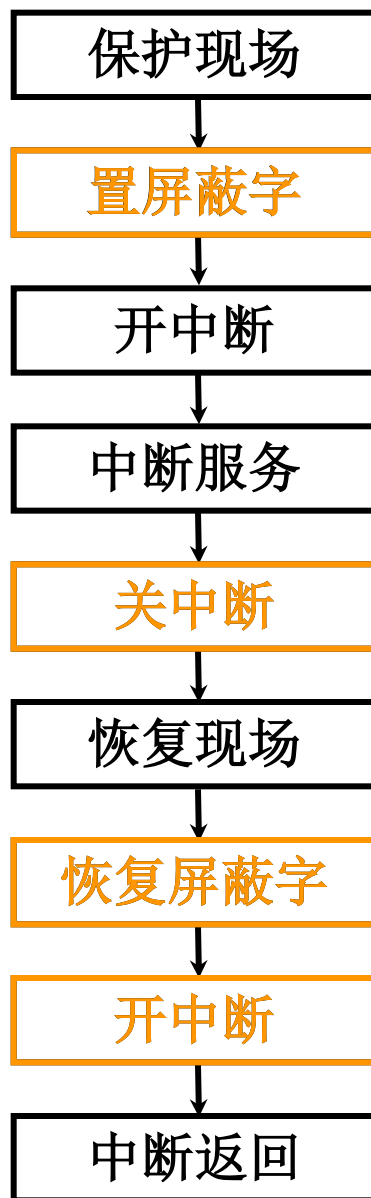 保护现场
置屏蔽字
开中断
中断服务
关中断
恢复现场
恢复屏蔽字
开中断
中断返回